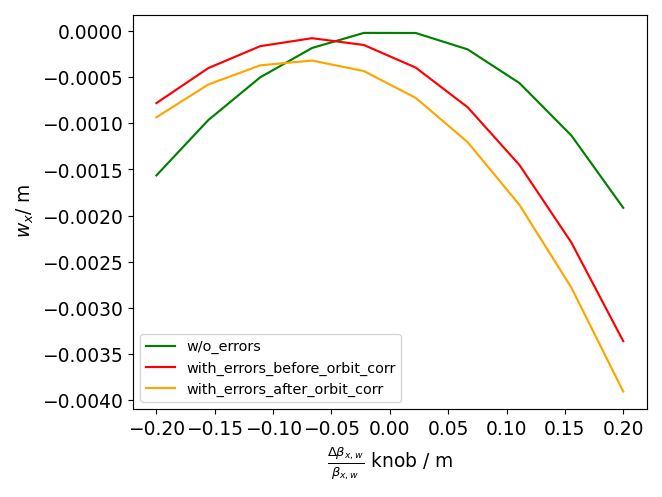 0.0000
−0.0005
−0.0010
−0.0015
−0.0020
−0.0025
−0.0030
−0.0035
−0.0040
w_x/ m
w/o_errors
with_errors_before_orbit_corr
with_errors_after_orbit_corr
−0.20 −0.15 −0.10 −0.05 0.00 0.05 0.10 0.15 0.20
Δβ_{x,w}/β_{x,w} knob / m